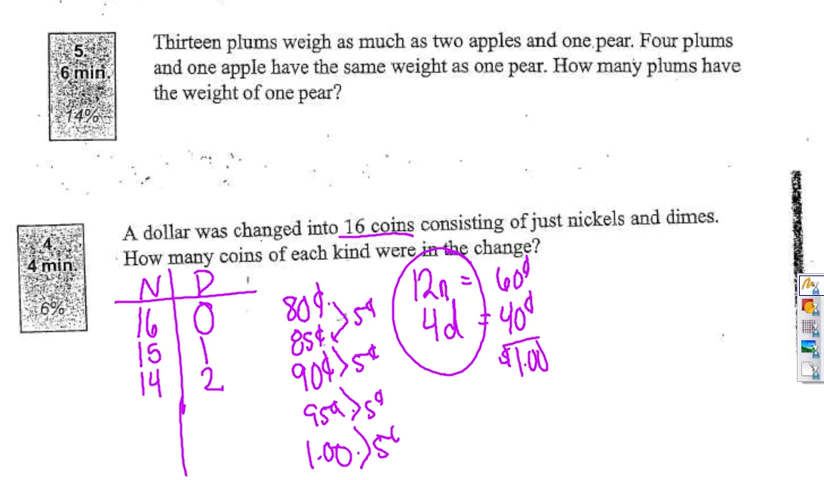 5.
6 min.
14%
Thirteen plums weigh as much as two apples and one pear. Four plums
and one apple have the same weight as one pear. How many plums have
the weight of one pear?
4
4 min.
6%
A dollar was changed into 16 coins consisting of just nickels and dimes.
How many coins of each kind were in the change?
N D
16 0
15 1
14 2
80¢ > 5¢
85¢
90¢ > 5¢
95¢ > 5¢
1.00 > 5¢
12n = 60¢
4d = 40¢
$1.00